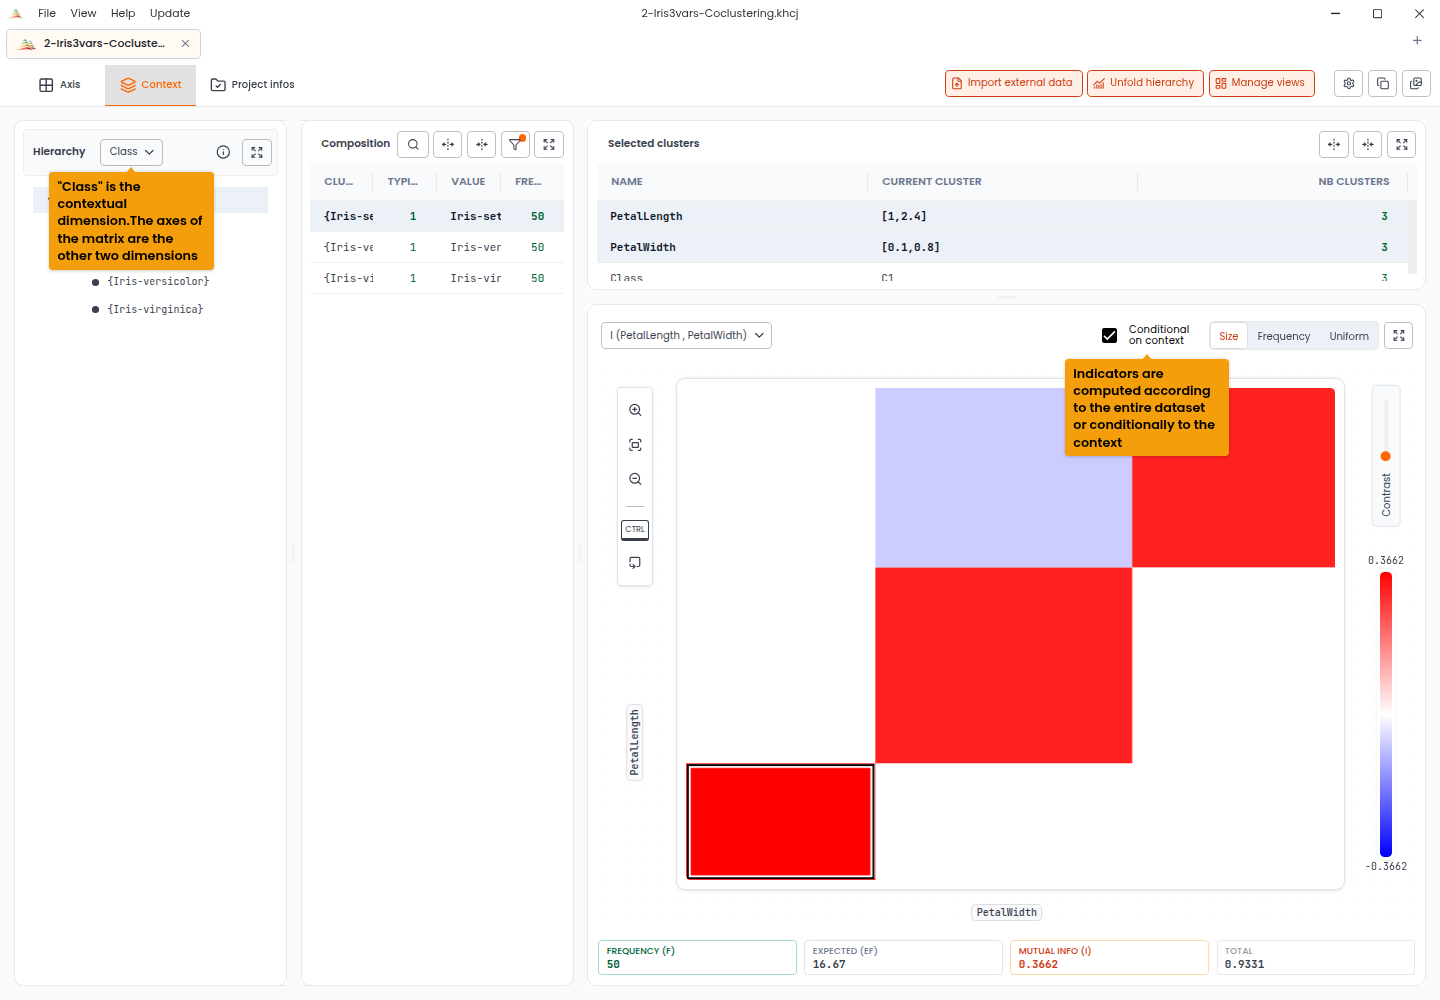 File View Help Update
2-Iris3vars-Coclustering.khcj
2-Iris3vars-Cocluste...
Axis
Context
Project infos
Import external data
Unfold hierarchy
Manage views
Hierarchy
Class
"Class" is the
contextual
dimension.The axes of
the matrix are the
other two dimensions
{Iris-versicolor}
{Iris-virginica}
Composition
CLU... TYPI... VALUE FRE...
{Iris-se 1 Iris-set 50
{Iris-ve 1 Iris-ver 50
{Iris-vi 1 Iris-vir 50
Selected clusters
NAME CURRENT CLUSTER NB CLUSTERS
PetalLength [1,2.4] 3
PetalWidth [0.1,0.8] 3
Class C1 3
I (PetalLength , PetalWidth)
Conditional
on context
Size Frequency Uniform
Indicators are
computed according
to the entire dataset
or conditionally to the
context
CTRL
Contrast
0.3662
-0.3662
PetalLength
PetalWidth
FREQUENCY (F)
50
EXPECTED (EF)
16.67
MUTUAL INFO (I)
0.3662
TOTAL
0.9331